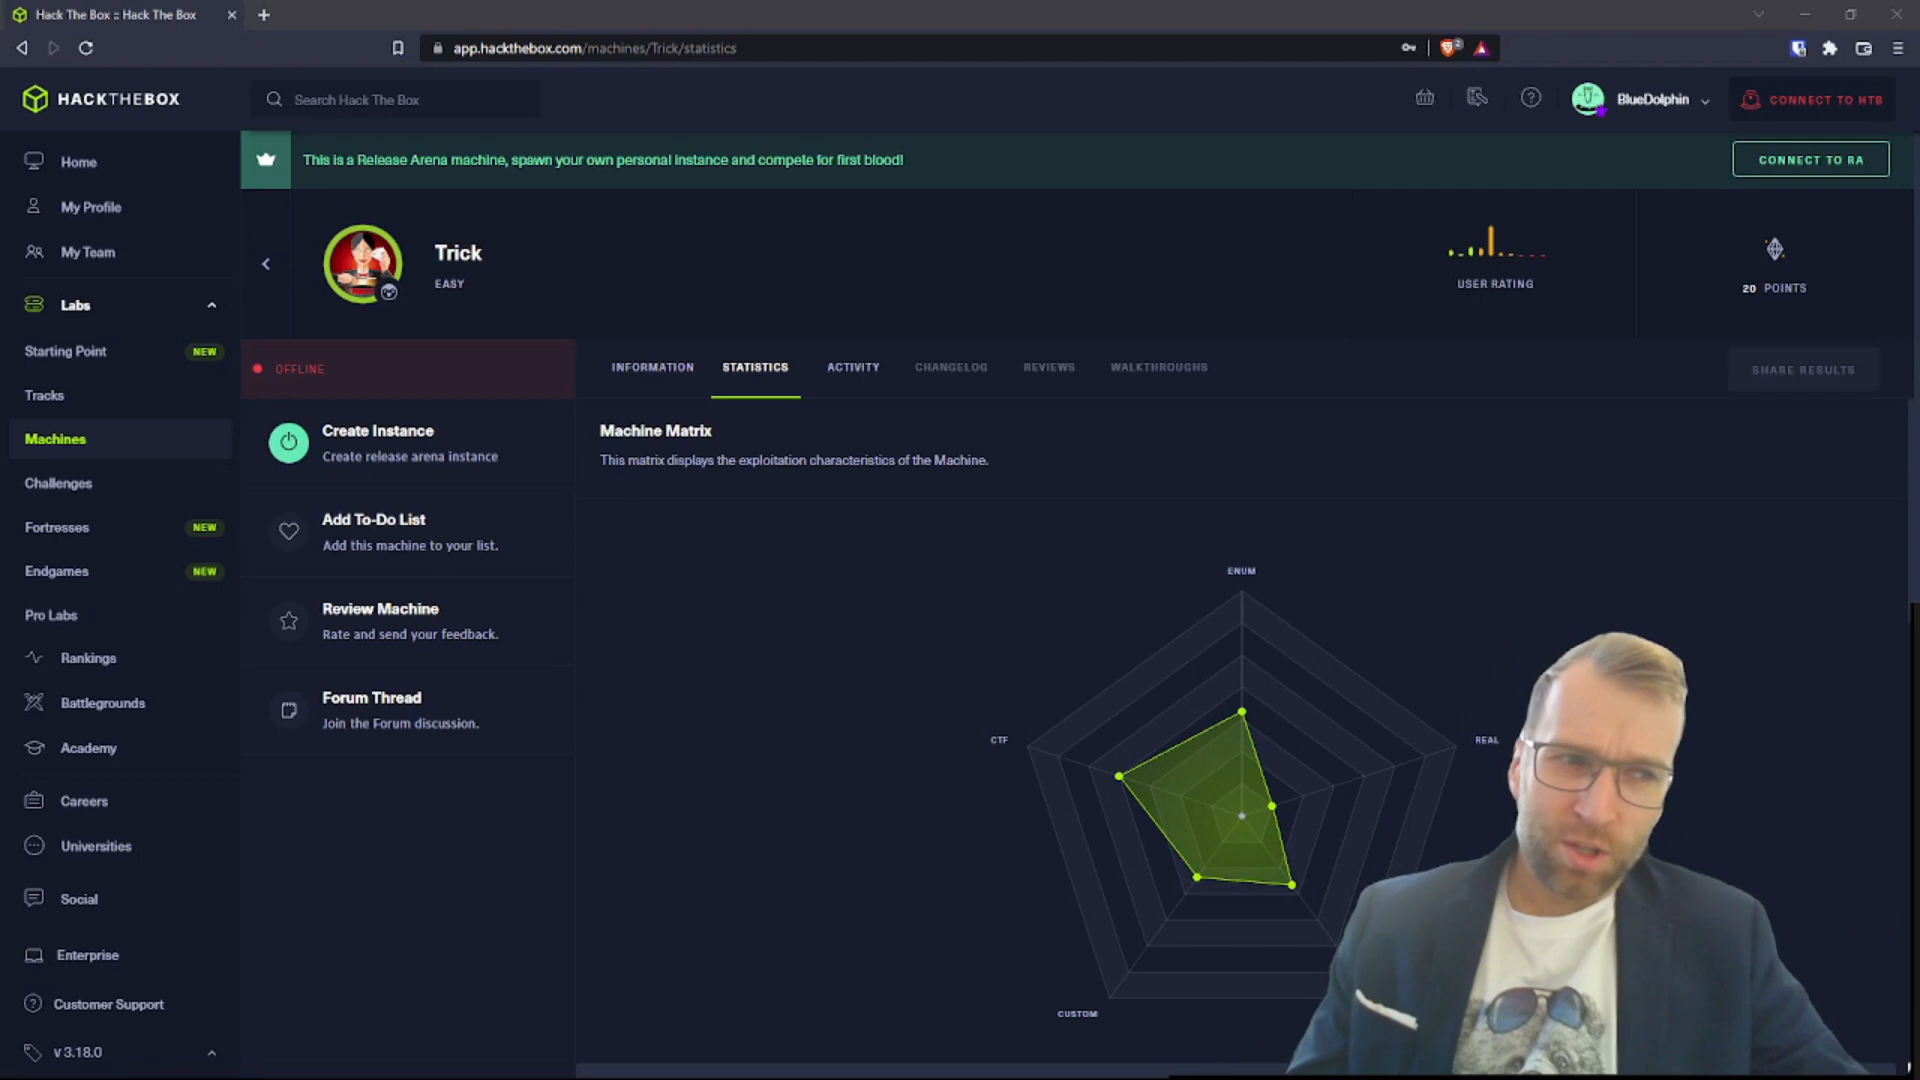 Hack The Box :: Hack The Box
app.hackthebox.com/machines/Trick/statistics
2
HACKTHEBOX
Search Hack The Box
BlueDolphin
CONNECT TO HTB
This is a Release Arena machine, spawn your own personal instance and compete for first blood!
CONNECT TO RA
Home
My Profile
My Team
Labs
Starting Point NEW
Tracks
Machines
Challenges
Fortresses NEW
Endgames NEW
Pro Labs
Rankings
Battlegrounds
Academy
Careers
Universities
Social
Enterprise
Customer Support
v 3.18.0
Trick
EASY
USER RATING
20 POINTS
OFFLINE
INFORMATION
STATISTICS
ACTIVITY
CHANGELOG
REVIEWS
WALKTHROUGHS
SHARE RESULTS
Create Instance
Create release arena instance
Add To-Do List
Add this machine to your list.
Review Machine
Rate and send your feedback.
Forum Thread
Join the Forum discussion.
Machine Matrix
This matrix displays the exploitation characteristics of the Machine.
ENUM
CTF
REAL
CUSTOM